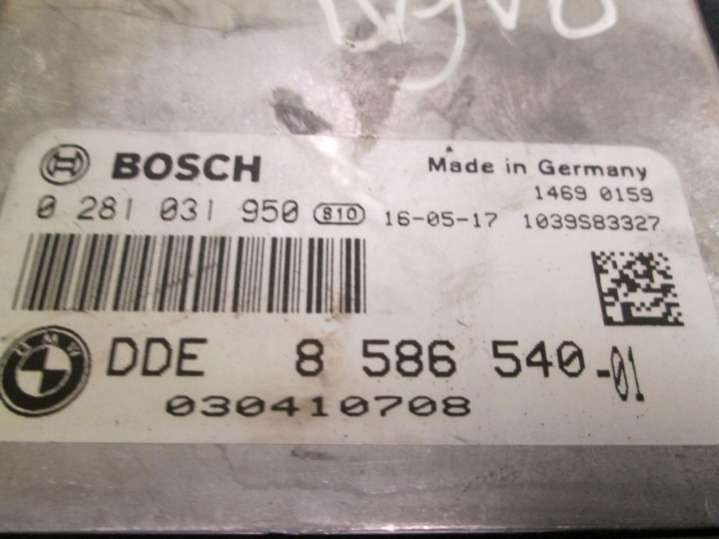 BOSCH Made in Germany
1469 0159
0 281 031 950 810 16-05-17 1039S83327
BMW DDE 8 586 540-01
030410708